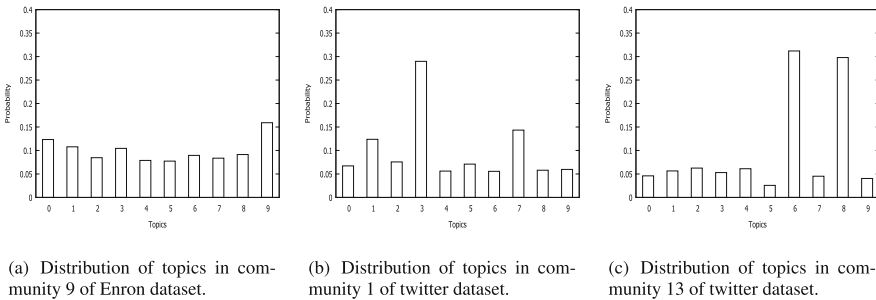 0.4
0.35
0.3
0.25
0.2
0.15
0.1
0.05
0
Probability
0 1 2 3 4 5 6 7 8 9
Topics
(a) Distribution of topics in com-
munity 9 of Enron dataset.
0.4
0.35
0.3
0.25
0.2
0.15
0.1
0.05
0
Probability
0 1 2 3 4 5 6 7 8 9
Topics
(b) Distribution of topics in com-
munity 1 of twitter dataset.
0.4
0.35
0.3
0.25
0.2
0.15
0.1
0.05
0
Probability
0 1 2 3 4 5 6 7 8 9
Topics
(c) Distribution of topics in com-
munity 13 of twitter dataset.